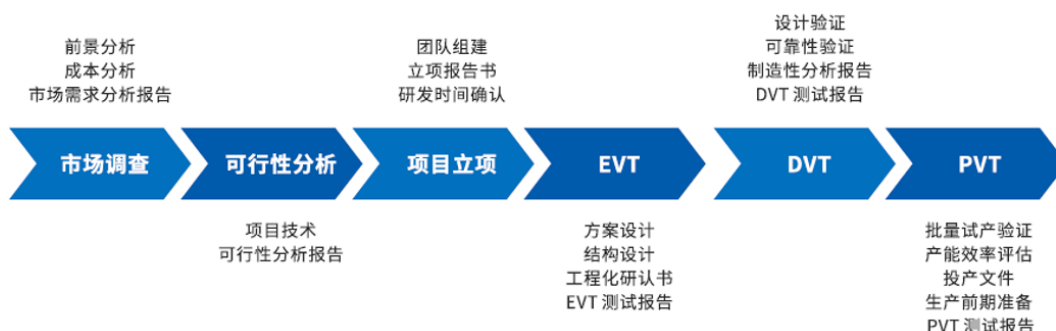 前景分析
成本分析
市场需求分析报告
团队组建
立项报告书
研发时间确认
设计验证
可靠性验证
制造性分析报告
DVT 测试报告
市场调查
可行性分析
项目立项
EVT
DVT
PVT
项目技术
可行性分析报告
方案设计
结构设计
工程化研认书
EVT 测试报告
批量试产验证
产能效率评估
投产文件
生产前期准备
PVT 测试报告